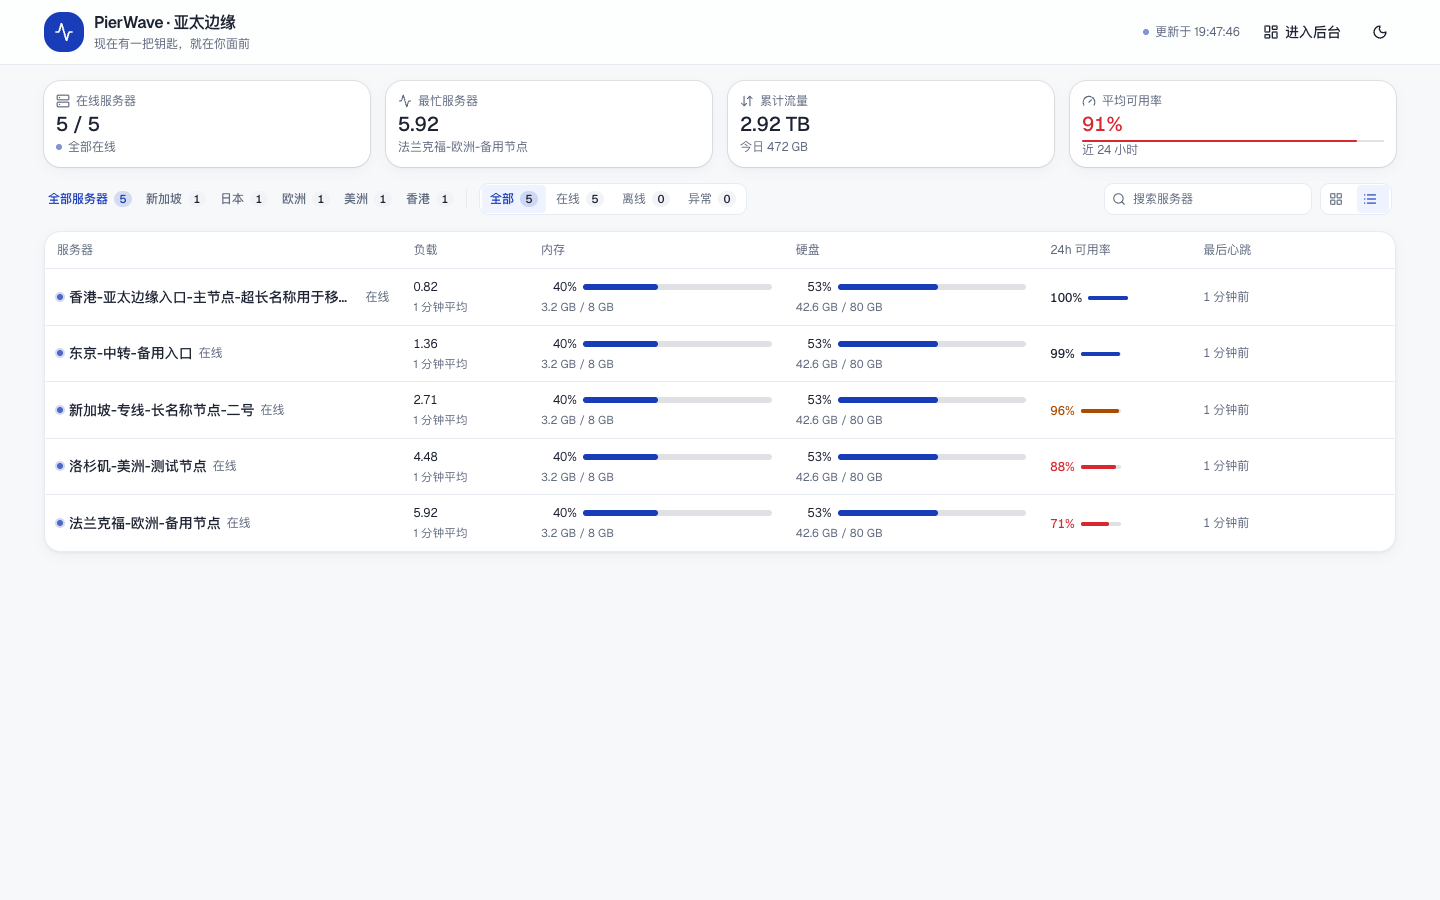 PierWave · 亚太边缘
现在有一把钥匙，就在你面前
更新于 19:47:46
进入后台
在线服务器
5 / 5
全部在线
最忙服务器
5.92
法兰克福-欧洲-备用节点
累计流量
2.92 TB
今日 472 GB
平均可用率
91%
近 24 小时
全部服务器 5 新加坡 1 日本 1 欧洲 1 美洲 1 香港 1
全部 5 在线 5 离线 0 异常 0
搜索服务器
服务器 负载 内存 硬盘 24h 可用率 最后心跳
香港-亚太边缘入口-主节点-超长名称用于移... 在线 0.82 40% 53% 100% 1 分钟前
1 分钟平均 3.2 GB / 8 GB 42.6 GB / 80 GB
东京-中转-备用入口 在线 1.36 40% 53% 99% 1 分钟前
1 分钟平均 3.2 GB / 8 GB 42.6 GB / 80 GB
新加坡-专线-长名称节点-二号 在线 2.71 40% 53% 96% 1 分钟前
1 分钟平均 3.2 GB / 8 GB 42.6 GB / 80 GB
洛杉矶-美洲-测试节点 在线 4.48 40% 53% 88% 1 分钟前
1 分钟平均 3.2 GB / 8 GB 42.6 GB / 80 GB
法兰克福-欧洲-备用节点 在线 5.92 40% 53% 71% 1 分钟前
1 分钟平均 3.2 GB / 8 GB 42.6 GB / 80 GB